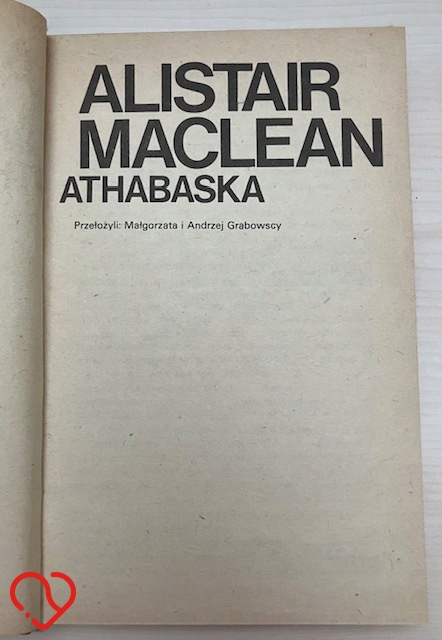 ALISTAIR
MACLEAN
ATHABASKA
Przełożyli: Małgorzata i Andrzej Grabowscy